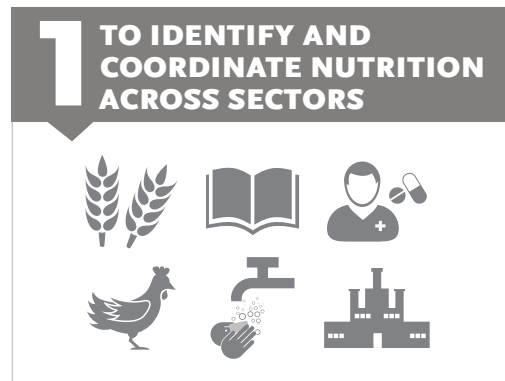 1
TO IDENTIFY AND
COORDINATE NUTRITION
ACROSS SECTORS